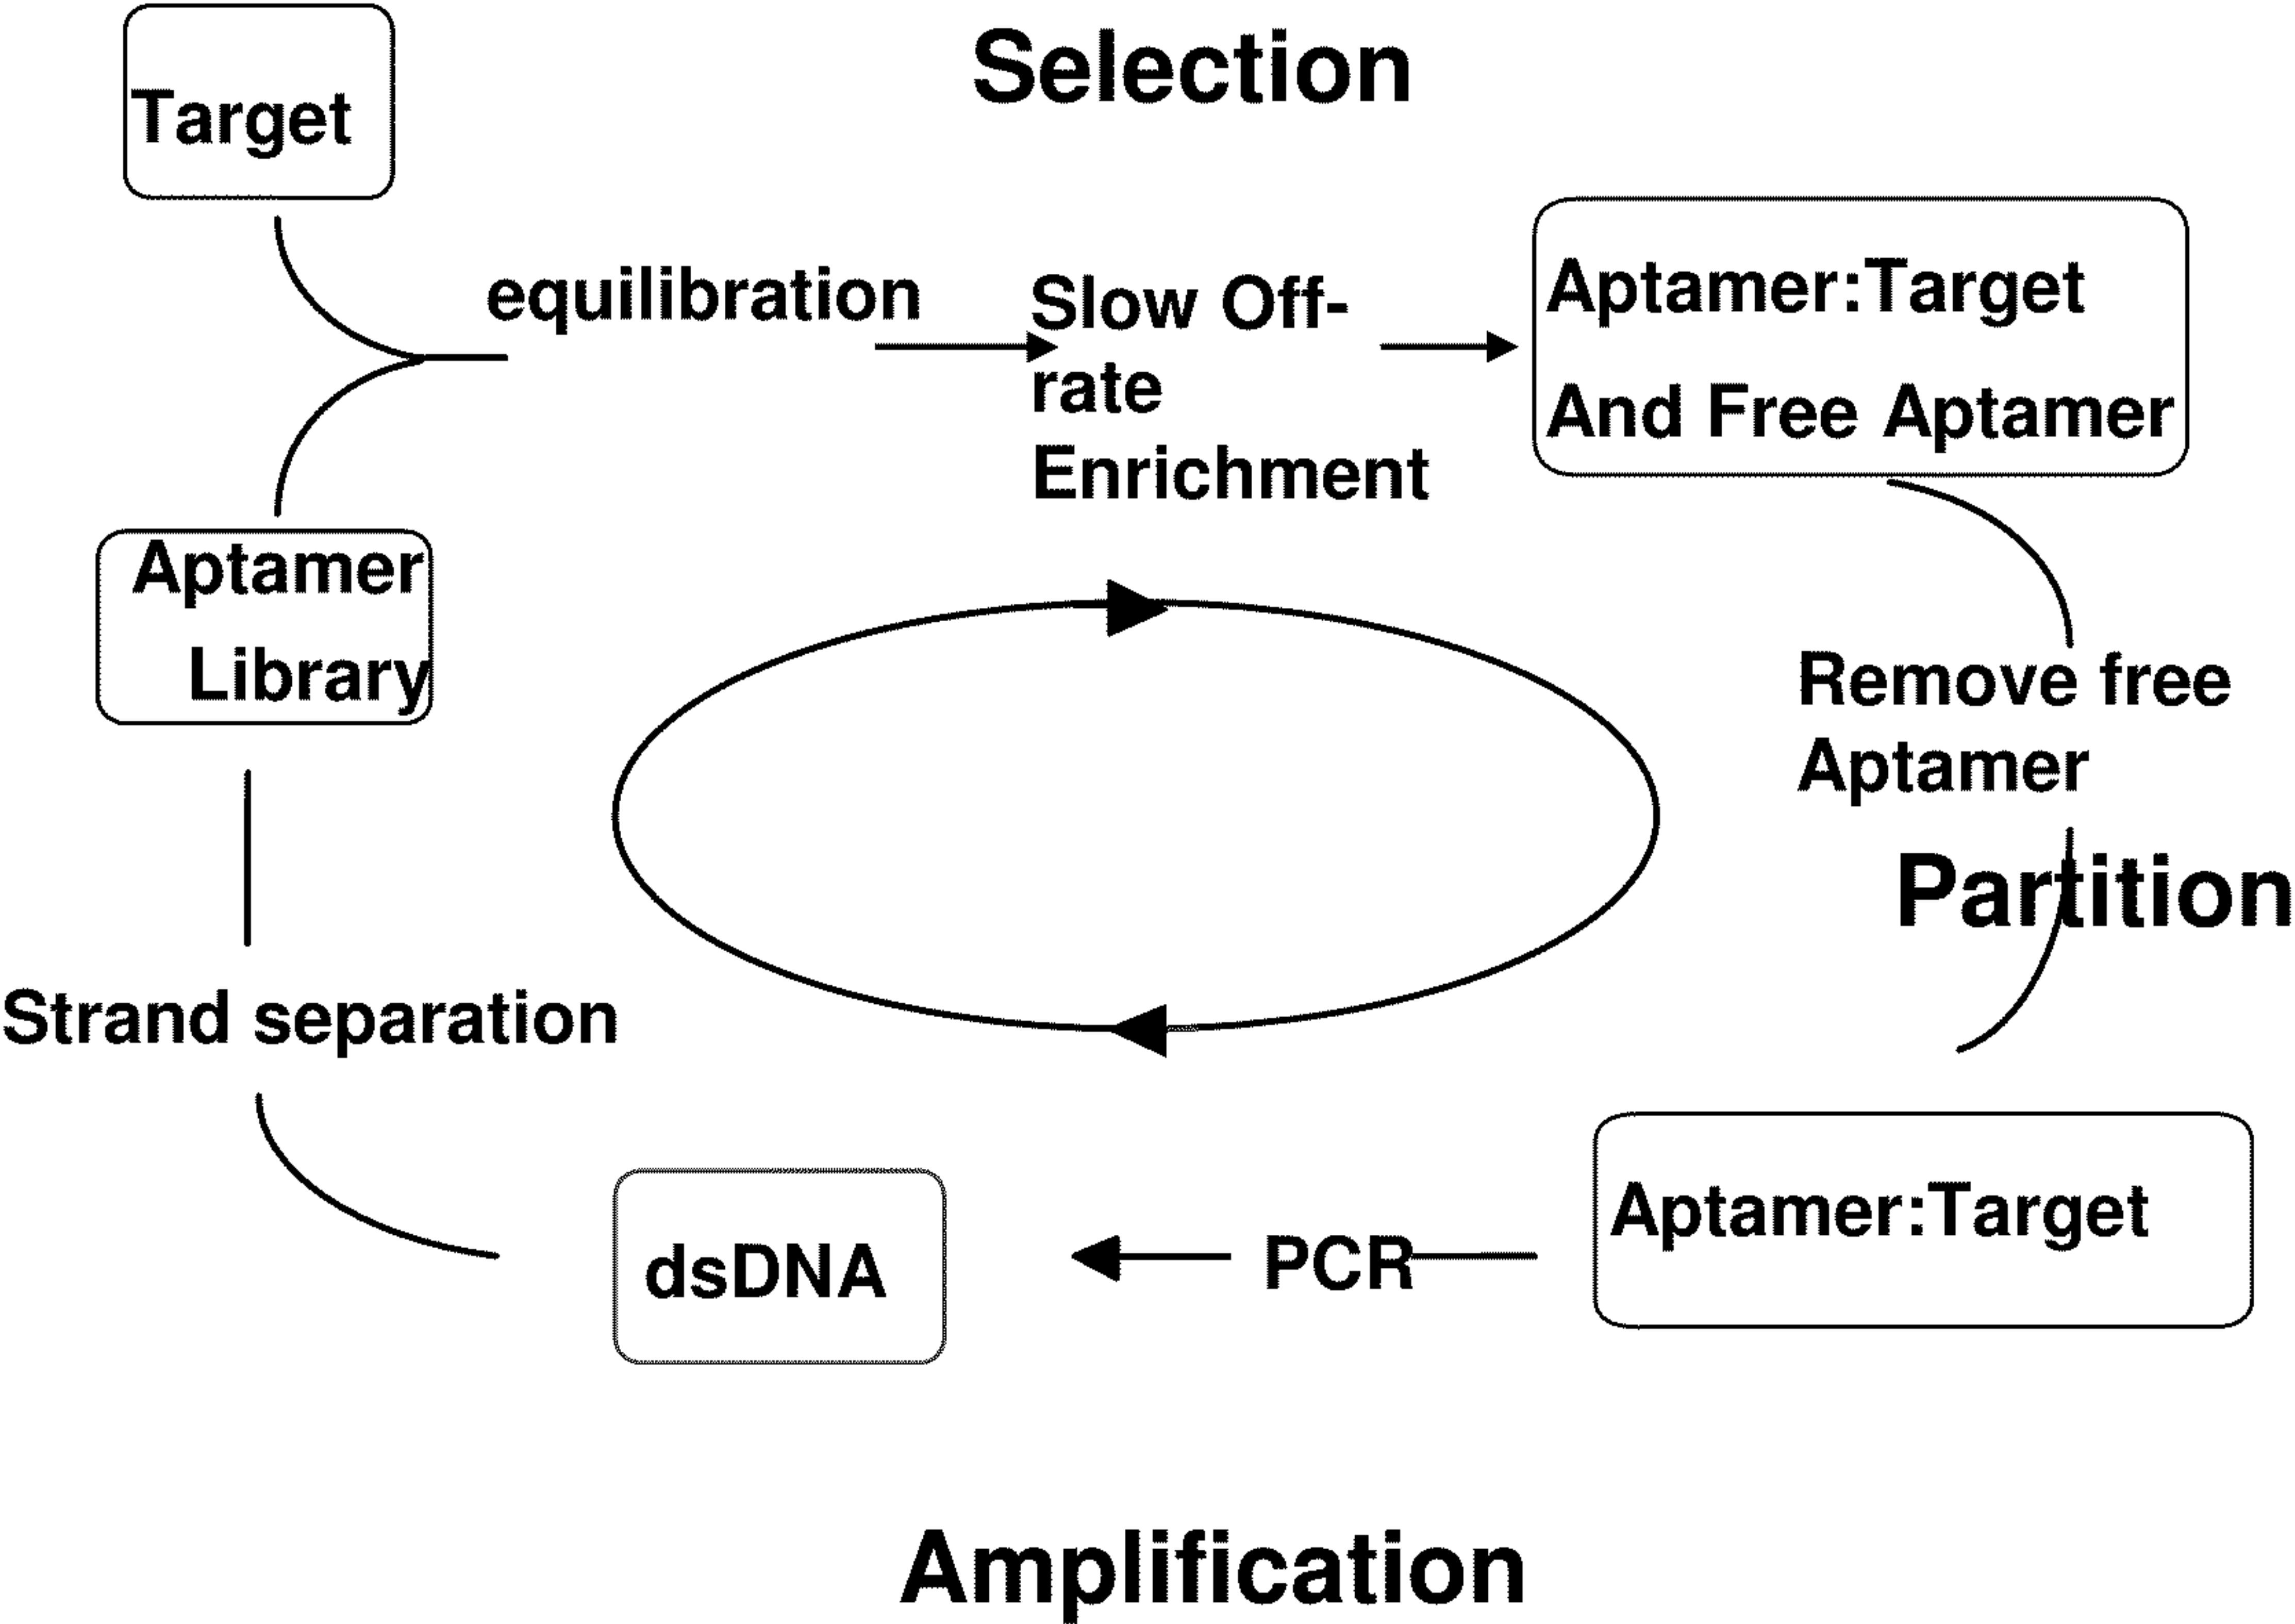 Selection
Target
equilibration
Slow Off-
rate
Enrichment
Aptamer:Target
And Free Aptamer
Aptamer
Library
Remove free
Aptamer
Partition
Strand separation
Aptamer:Target
PCR
dsDNA
Amplification